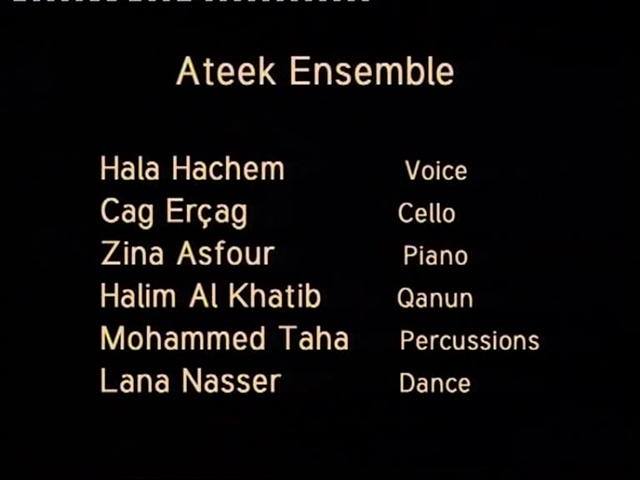 Ateek Ensemble
Hala Hachem Voice
Cag Erçag Cello
Zina Asfour Piano
Halim Al Khatib Qanun
Mohammed Taha Percussions
Lana Nasser Dance